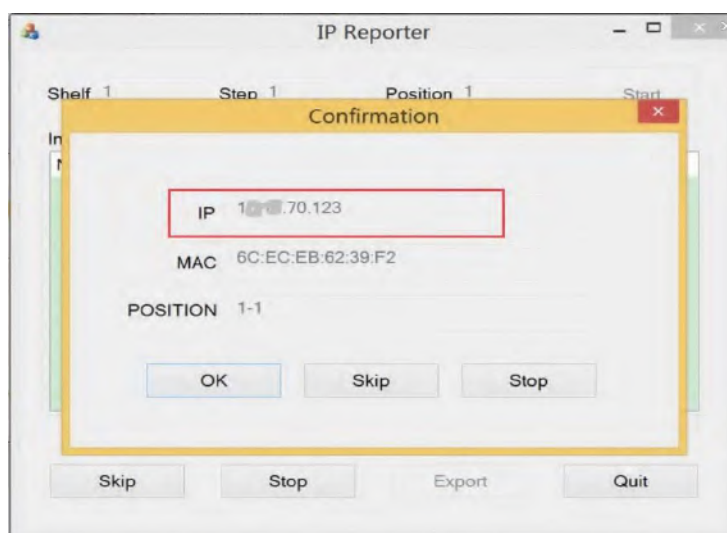 IP Reporter
Shelf 1 Step 1 Position 1 Start
Confirmation
IP .70.123
MAC 6C:EC:EB:62:39:F2
POSITION 1-1
OK Skip Stop
Skip Stop Export Quit